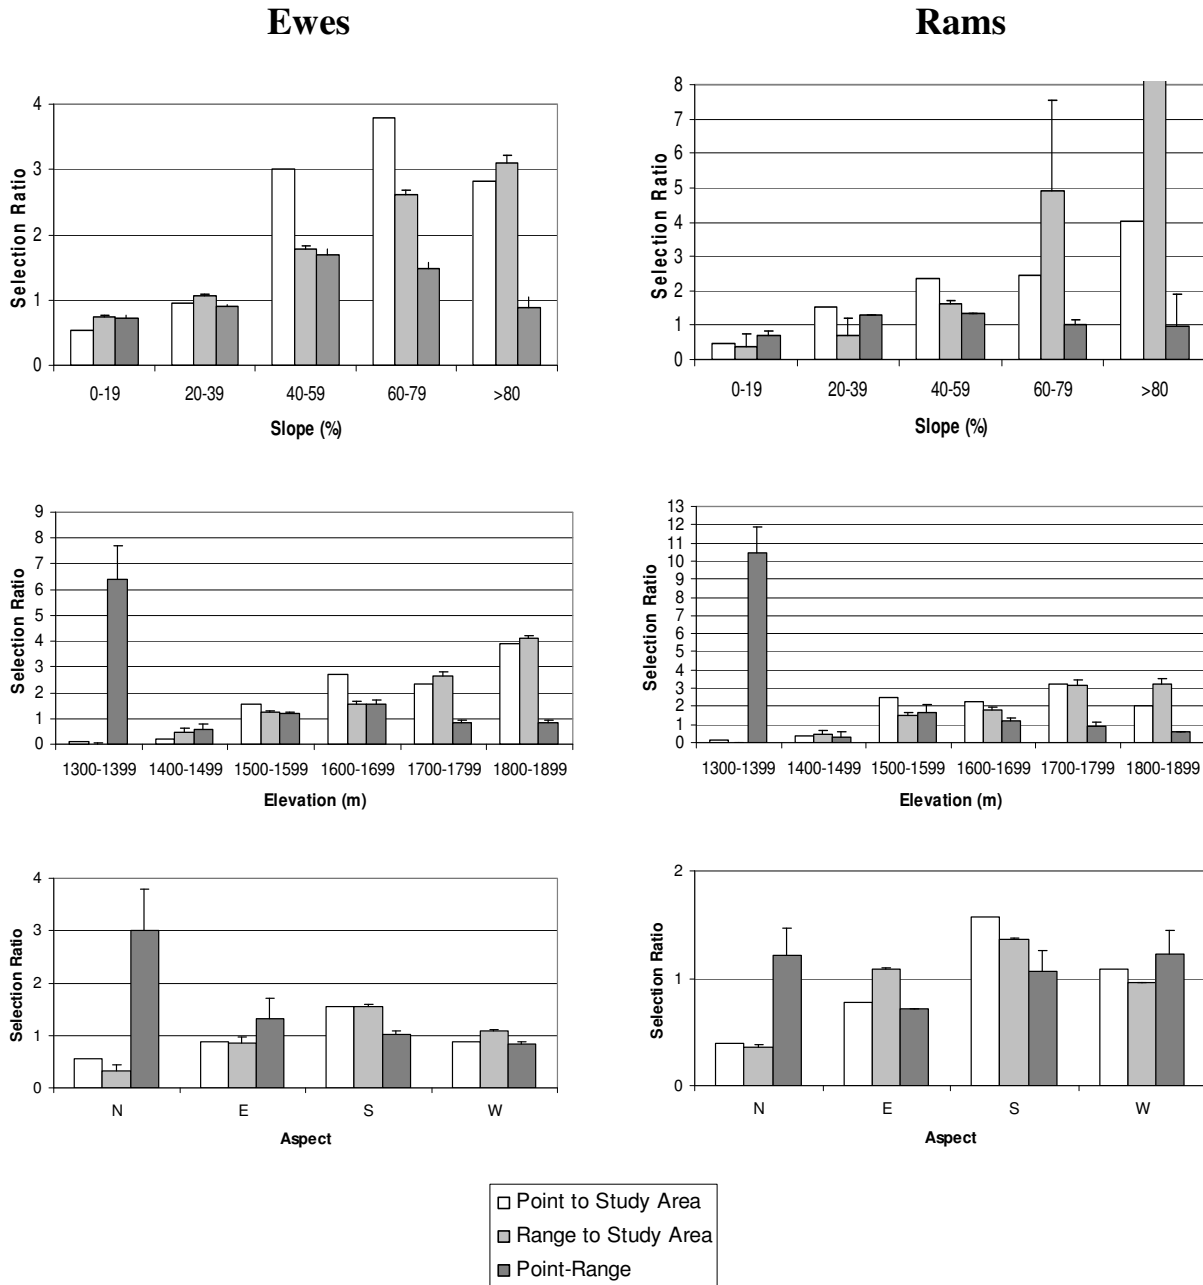 Ewes
Rams
4
3
2
1
0
Selection Ratio
0-19 20-39 40-59 60-79 >80
Slope (%)
8
7
6
5
4
3
2
1
0
Selection Ratio
0-19 20-39 40-59 60-79 >80
Slope (%)
9
8
7
6
5
4
3
2
1
0
Selection Ratio
1300-1399 1400-1499 1500-1599 1600-1699 1700-1799 1800-1899
Elevation (m)
13
12
11
10
9
8
7
6
5
4
3
2
1
0
Selection Ratio
1300-1399 1400-1499 1500-1599 1600-1699 1700-1799 1800-1899
Elevation (m)
4
3
2
1
0
Selection Ratio
N E S W
Aspect
2
1
0
Selection Ratio
N E S W
Aspect
Point to Study Area
Range to Study Area
Point-Range